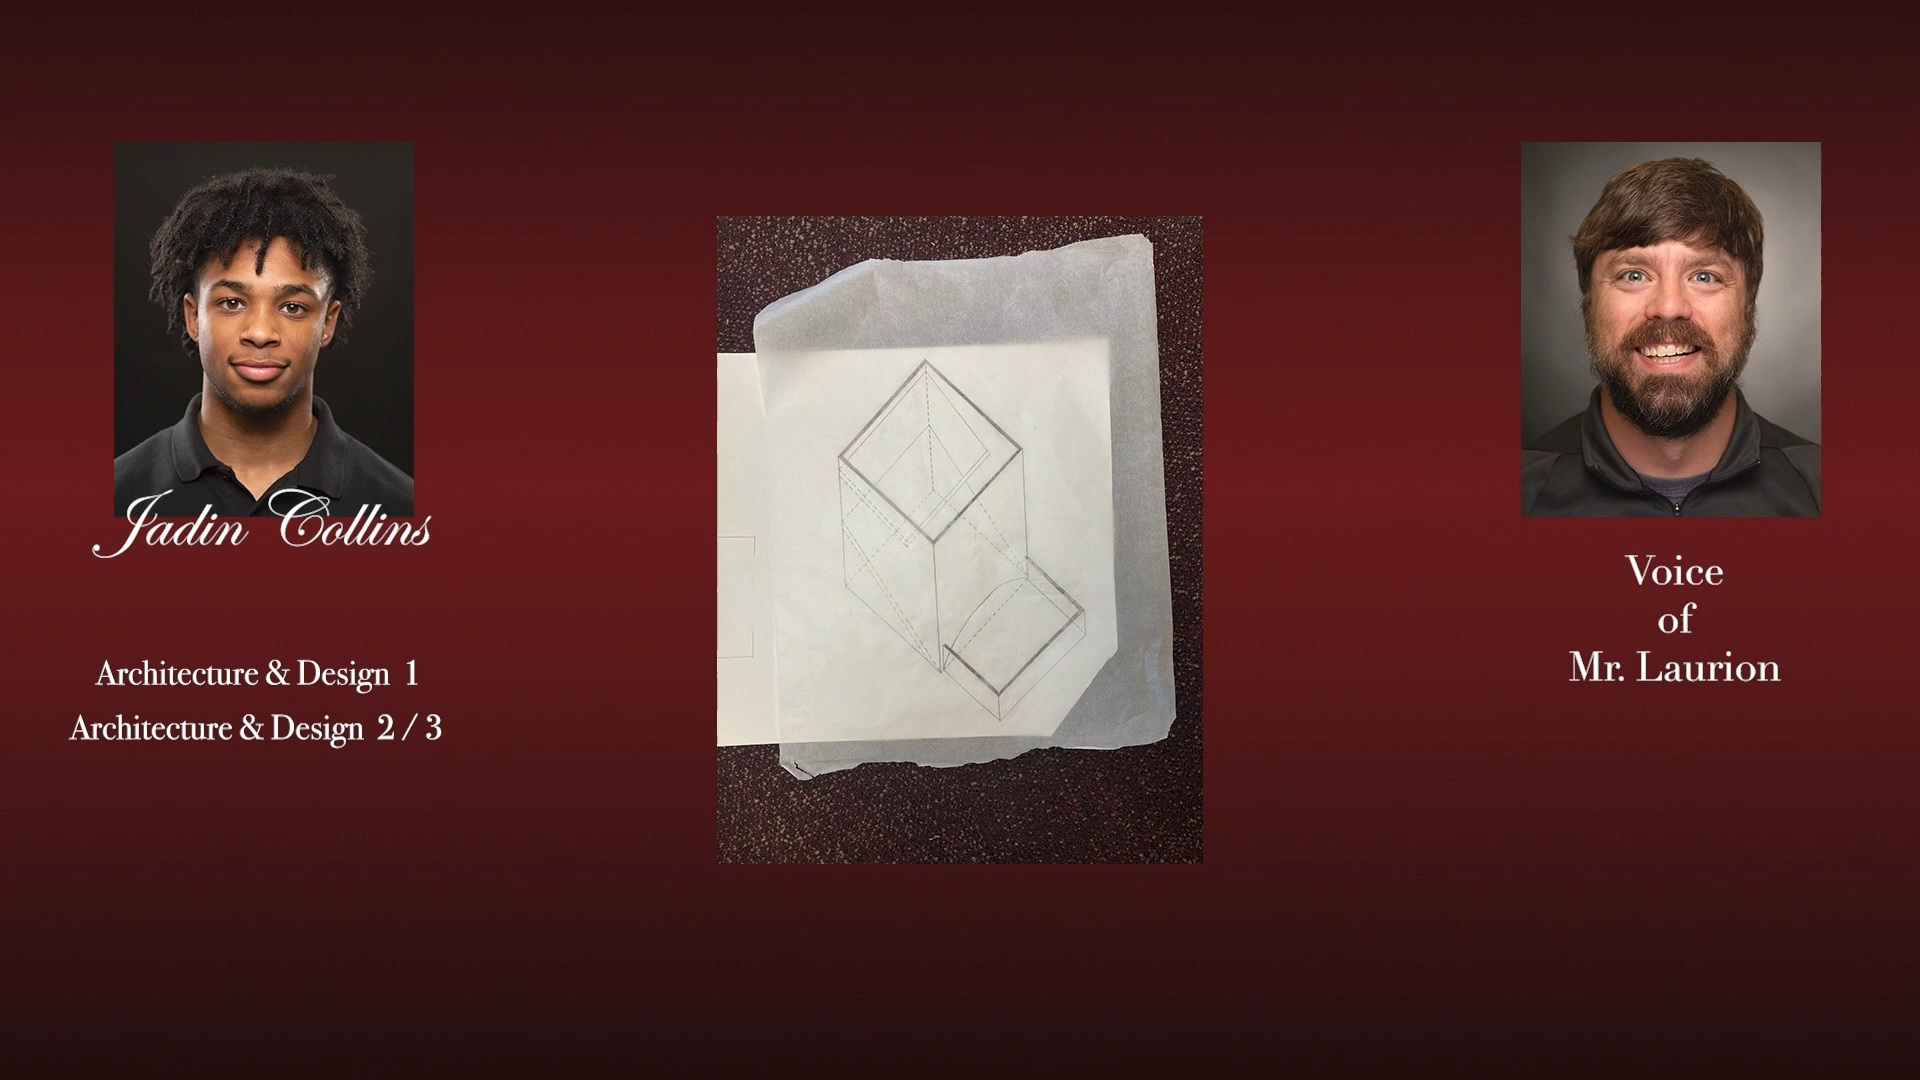 Jadin Collins
Architecture & Design 1
Architecture & Design 2 / 3
Voice
of
Mr. Laurion